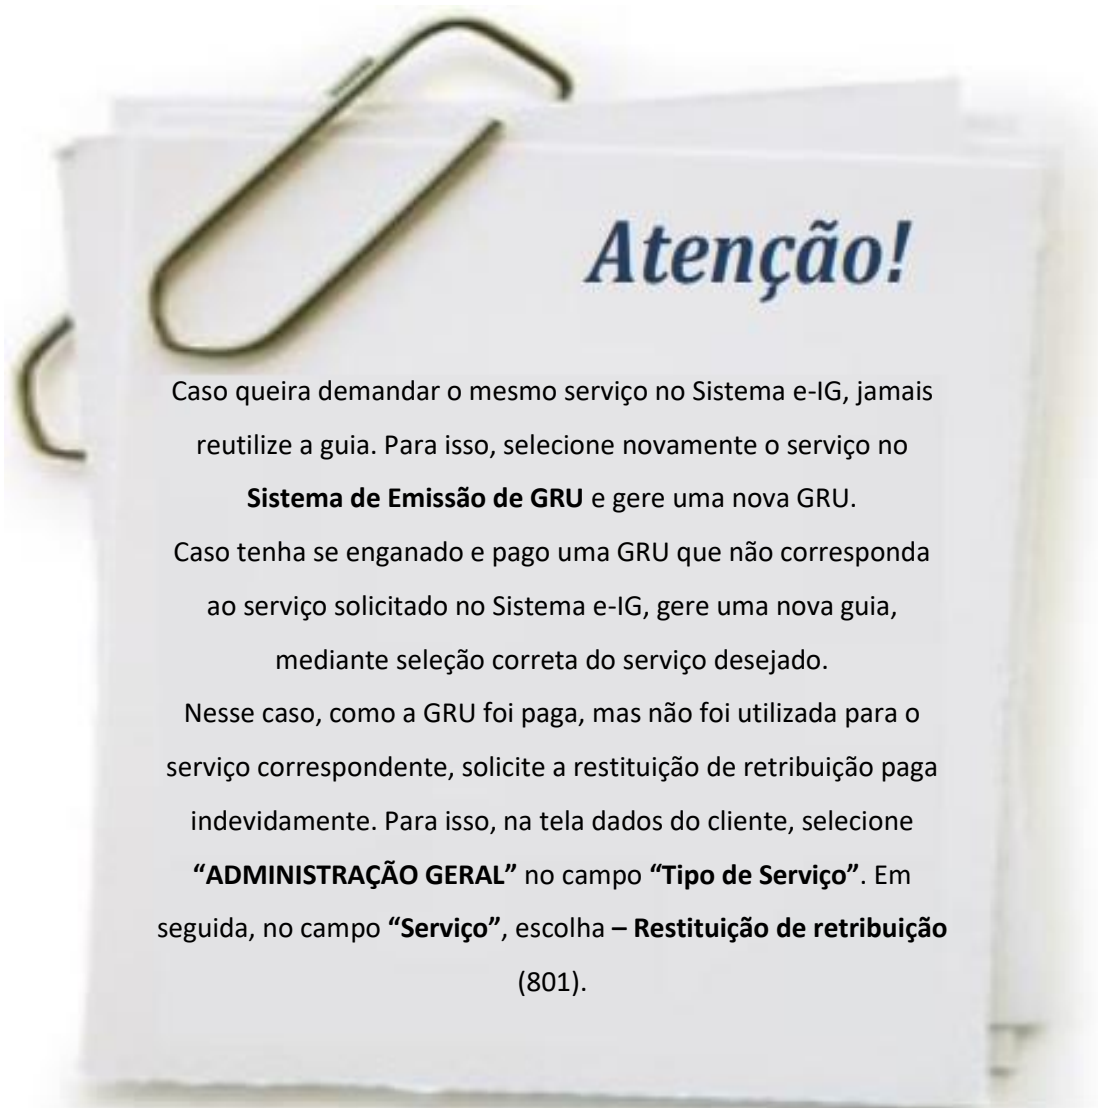 Atenção!
Caso queira demandar o mesmo serviço no Sistema e-IG, jamais
reutilize a guia. Para isso, selecione novamente o serviço no
Sistema de Emissão de GRU e gere uma nova GRU.
Caso tenha se enganado e pago uma GRU que não corresponda
ao serviço solicitado no Sistema e-IG, gere uma nova guia,
mediante seleção correta do serviço desejado.
Nesse caso, como a GRU foi paga, mas não foi utilizada para o
serviço correspondente, solicite a restituição de retribuição paga
indevidamente. Para isso, na tela dados do cliente, selecione
“ADMINISTRAÇÃO GERAL” no campo “Tipo de Serviço”. Em
seguida, no campo “Serviço”, escolha – Restituição de retribuição
(801).